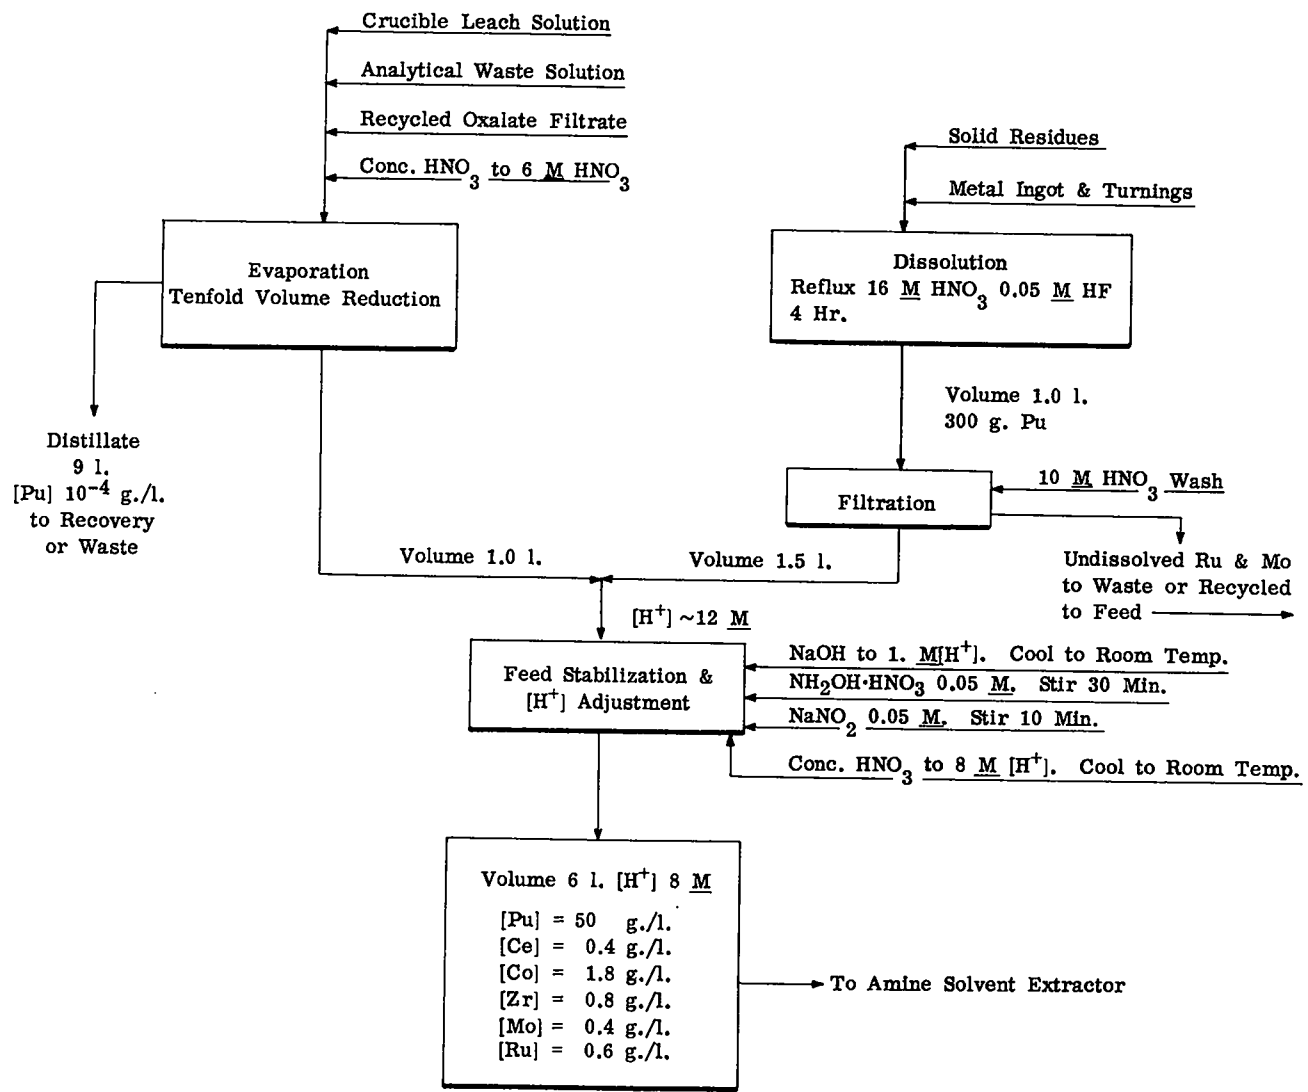 Crucible Leach Solution
Analytical Waste Solution
Recycled Oxalate Filtrate
Conc. HNO3 to 6 M HNO3
Evaporation
Tenfold Volume Reduction
Distillate
9 l.
[Pu] 10⁻⁴ g./l.
to Recovery
or Waste
Solid Residues
Metal Ingot & Turnings
Dissolution
Reflux 16 M HNO3 0.05 M HF
4 Hr.
Volume 1.0 l.
300 g. Pu
10 M HNO3 Wash
Filtration
Undissolved Ru & Mo
to Waste or Recycled
to Feed
Volume 1.0 l.
Volume 1.5 l.
[H⁺] ~12 M
Feed Stabilization &
[H⁺] Adjustment
NaOH to 1. M[H⁺]. Cool to Room Temp.
NH2OH·HNO3 0.05 M. Stir 30 Min.
NaNO2 0.05 M. Stir 10 Min.
Conc. HNO3 to 8 M [H⁺]. Cool to Room Temp.
Volume 6 l. [H⁺] 8 M
[Pu] = 50 g./l.
[Ce] = 0.4 g./l.
[Co] = 1.8 g./l.
[Zr] = 0.8 g./l.
[Mo] = 0.4 g./l.
[Ru] = 0.6 g./l.
To Amine Solvent Extractor